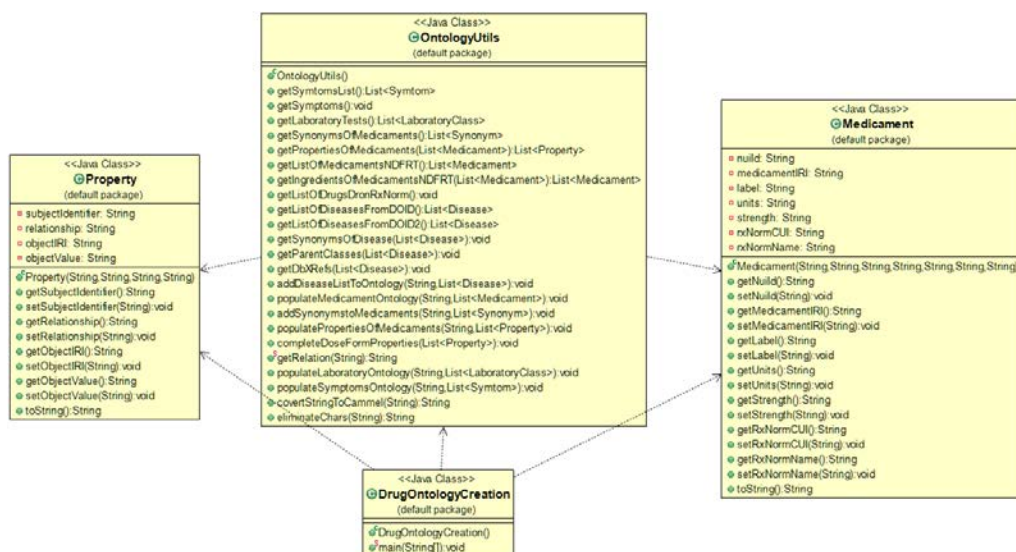 <<Java Class>>
OntologyUtils
(default package)
OntologyUtils()
getSymtomsList():List<Symtom>
getSymptoms():void
getLaboratoryTests():List<LaboratoryClass>
getSynonymsOfMedicaments():List<Synonym>
getPropertiesOfMedicaments(List<Medicament>):List<Property>
getListOfMedicamentsNDFRT():List<Medicament>
getIngredientsOfMedicamentsNDFRT(List<Medicament>):List<Medicament>
getListOfDrugsDronRxNorm():void
getListOfDiseasesFromDOID():List<Disease>
getListOfDiseasesFromDOID2():List<Disease>
getSynonymsOfDisease(List<Disease>):void
getParentClasses(List<Disease>):void
getDbXRefs(List<Disease>):void
addDiseaseListToOntology(String,List<Disease>):void
populateMedicamentOntology(String,List<Medicament>):void
addSynonymstoMedicaments(String,List<Synonym>):void
populatePropertiesOfMedicaments(String,List<Property>):void
completeDoseFormProperties(List<Property>):void
getRelation(String):String
populateLaboratoryOntology(String,List<LaboratoryClass>):void
populateSymptomsOntology(String,List<Symtom>):void
covertStringToCammel(String):String
eliminateChars(String):String
<<Java Class>>
Property
(default package)
subjectIdentifier: String
relationship: String
objectIRI: String
objectValue: String
Property(String,String,String,String)
getSubjectIdentifier():String
setSubjectIdentifier(String):void
getRelationship():String
setRelationship(String):void
getObjectIRI():String
setObjectIRI(String):void
getObjectValue():String
setObjectValue(String):void
toString():String
<<Java Class>>
Medicament
(default package)
nuiId: String
medicamentIRI: String
label: String
units: String
strength: String
rxNormCUI: String
rxNormName: String
Medicament(String,String,String,String,String,String,String)
getNuiId():String
setNuiId(String):void
getMedicamentIRI():String
setMedicamentIRI(String):void
getLabel():String
setLabel(String):void
getUnits():String
setUnits(String):void
getStrength():String
setStrength(String):void
getRxNormCUI():String
setRxNormCUI(String):void
getRxNormName():String
setRxNormName(String):void
toString():String
<<Java Class>>
DrugOntologyCreation
(default package)
DrugOntologyCreation()
main(String[]):void